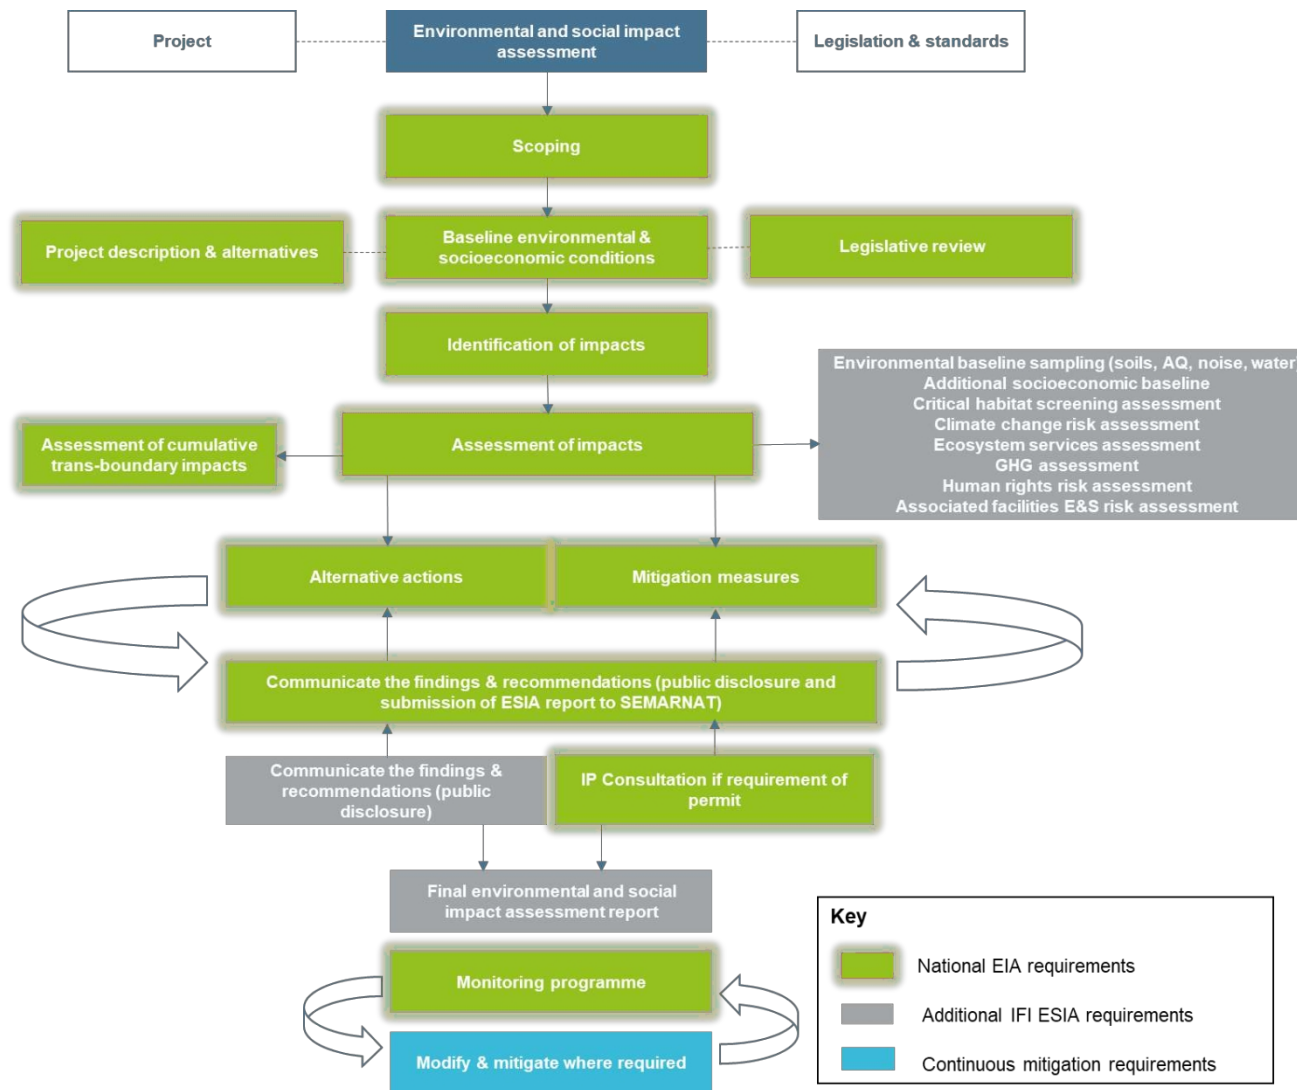 Project
Environmental and social impact
assessment
Legislation & standards
Scoping
Project description & alternatives
Baseline environmental &
socioeconomic conditions
Legislative review
Identification of impacts
Assessment of cumulative
trans-boundary impacts
Assessment of impacts
Environmental baseline sampling (soils, AQ, noise, water)
Additional socioeconomic baseline
Critical habitat screening assessment
Climate change risk assessment
Ecosystem services assessment
GHG assessment
Human rights risk assessment
Associated facilities E&S risk assessment
Alternative actions
Mitigation measures
Communicate the findings & recommendations (public disclosure and
submission of ESIA report to SEMARNAT)
Communicate the findings &
recommendations (public
disclosure)
IP Consultation if requirement of
permit
Final environmental and social
impact assessment report
Monitoring programme
Modify & mitigate where required
Key
National EIA requirements
Additional IFI ESIA requirements
Continuous mitigation requirements